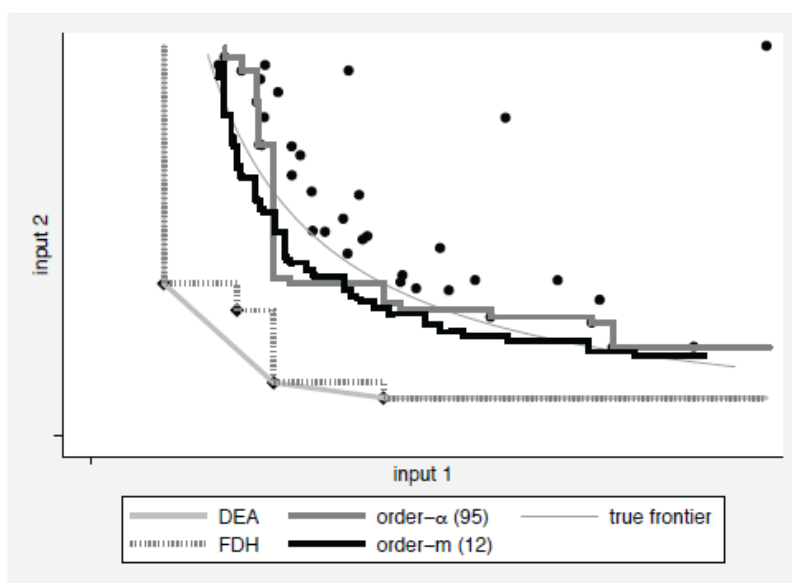 input 2
input 1
DEA order-α (95) true frontier
FDH order-m (12)